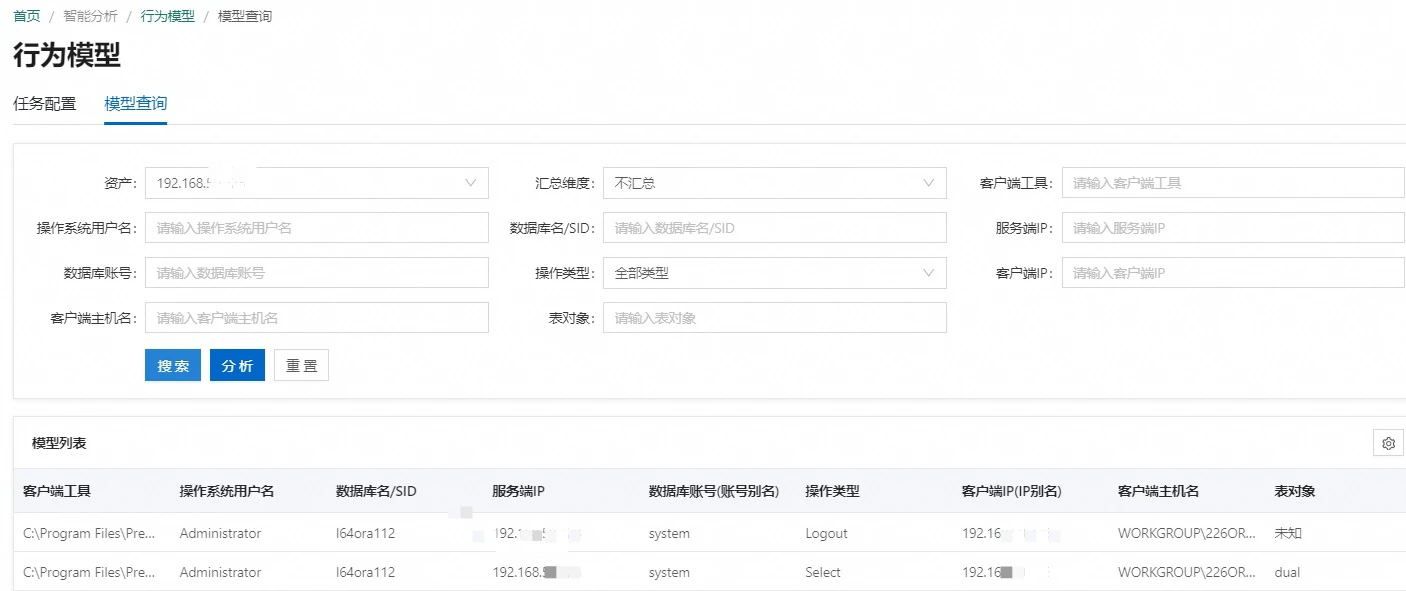 首页 / 智能分析 / 行为模型 / 模型查询
行为模型
任务配置 模型查询
资产: 192.168. 汇总维度: 不汇总 客户端工具: 请输入客户端工具
操作系统用户名: 请输入操作系统用户名 数据库名/SID: 请输入数据库名/SID 服务端IP: 请输入服务端IP
数据库账号: 请输入数据库账号 操作类型: 全部类型 客户端IP: 请输入客户端IP
客户端主机名: 请输入客户端主机名 表对象: 请输入表对象
搜索 分析 重置
模型列表
客户端工具 操作系统用户名 数据库名/SID 服务端IP 数据库账号(账号别名) 操作类型 客户端IP(IP别名) 客户端主机名 表对象
C:\Program Files\Pre... Administrator l64ora112 192. system Logout 192.16 WORKGROUP\226OR... 未知
C:\Program Files\Pre... Administrator l64ora112 192.168. system Select 192.16 WORKGROUP\226OR... dual